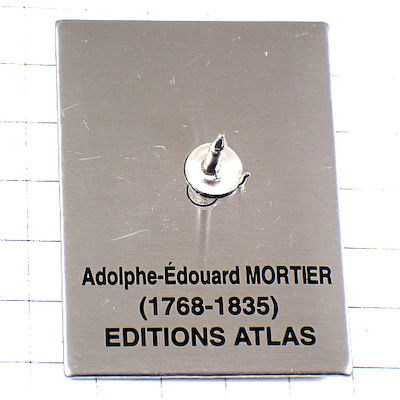 Adolphe-Édouard MORTIER
(1768-1835)
EDITIONS ATLAS